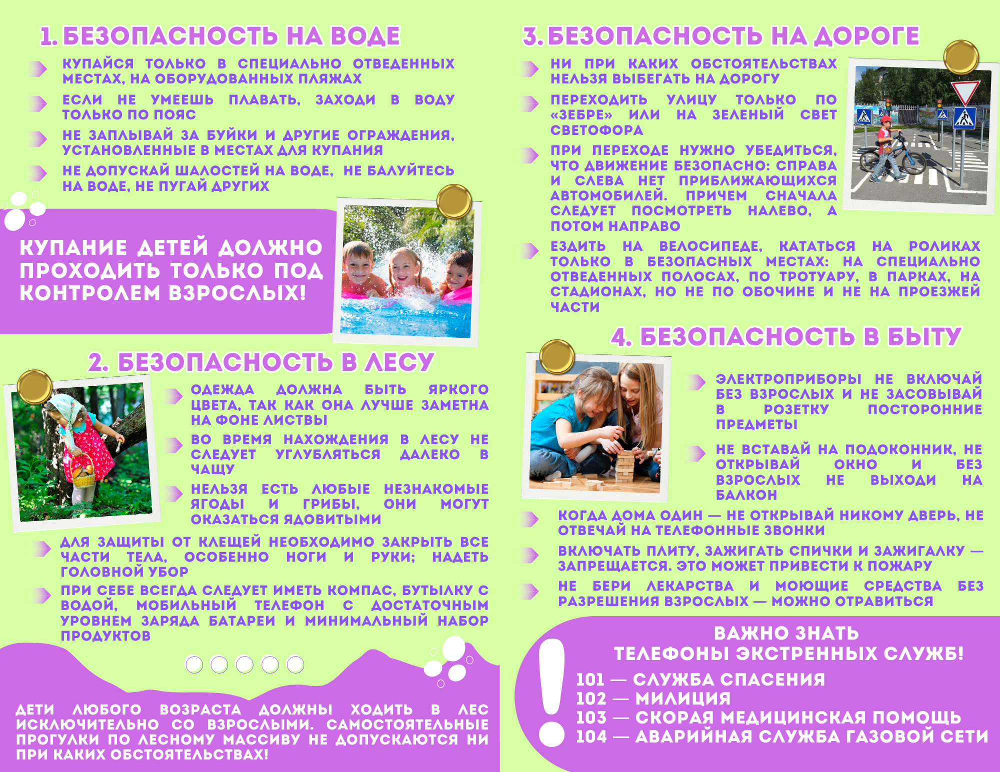 1. БЕЗОПАСНОСТЬ НА ВОДЕ
КУПАЙСЯ ТОЛЬКО В СПЕЦИАЛЬНО ОТВЕДЕННЫХ
МЕСТАХ, НА ОБОРУДОВАННЫХ ПЛЯЖАХ
ЕСЛИ НЕ УМЕЕШЬ ПЛАВАТЬ, ЗАХОДИ В ВОДУ
ТОЛЬКО ПО ПОЯС
НЕ ЗАПЛЫВАЙ ЗА БУЙКИ И ДРУГИЕ ОГРАЖДЕНИЯ,
УСТАНОВЛЕННЫЕ В МЕСТАХ ДЛЯ КУПАНИЯ
НЕ ДОПУСКАЙ ШАЛОСТЕЙ НА ВОДЕ, НЕ БАЛУЙТЕСЬ
НА ВОДЕ, НЕ ПУГАЙ ДРУГИХ
КУПАНИЕ ДЕТЕЙ ДОЛЖНО
ПРОХОДИТЬ ТОЛЬКО ПОД
КОНТРОЛЕМ ВЗРОСЛЫХ!
2. БЕЗОПАСНОСТЬ В ЛЕСУ
ОДЕЖДА ДОЛЖНА БЫТЬ ЯРКОГО
ЦВЕТА, ТАК КАК ОНА ЛУЧШЕ ЗАМЕТНА
НА ФОНЕ ЛИСТВЫ
ВО ВРЕМЯ НАХОЖДЕНИЯ В ЛЕСУ НЕ
СЛЕДУЕТ УГЛУБЛЯТЬСЯ ДАЛЕКО В
ЧАЩУ
НЕЛЬЗЯ ЕСТЬ ЛЮБЫЕ НЕЗНАКОМЫЕ
ЯГОДЫ И ГРИБЫ, ОНИ МОГУТ
ОКАЗАТЬСЯ ЯДОВИТЫМИ
ДЛЯ ЗАЩИТЫ ОТ КЛЕЩЕЙ НЕОБХОДИМО ЗАКРЫТЬ ВСЕ
ЧАСТИ ТЕЛА, ОСОБЕННО НОГИ И РУКИ; НАДЕТЬ
ГОЛОВНОЙ УБОР
ПРИ СЕБЕ ВСЕГДА СЛЕДУЕТ ИМЕТЬ КОМПАС, БУТЫЛКУ С
ВОДОЙ, МОБИЛЬНЫЙ ТЕЛЕФОН С ДОСТАТОЧНЫМ
УРОВНЕМ ЗАРЯДА БАТАРЕИ И МИНИМАЛЬНЫЙ НАБОР
ПРОДУКТОВ
ДЕТИ ЛЮБОГО ВОЗРАСТА ДОЛЖНЫ ХОДИТЬ В ЛЕС
ИСКЛЮЧИТЕЛЬНО СО ВЗРОСЛЫМИ. САМОСТОЯТЕЛЬНЫЕ
ПРОГУЛКИ ПО ЛЕСНОМУ МАССИВУ НЕ ДОПУСКАЮТСЯ НИ
ПРИ КАКИХ ОБСТОЯТЕЛЬСТВАХ!
3. БЕЗОПАСНОСТЬ НА ДОРОГЕ
НИ ПРИ КАКИХ ОБСТОЯТЕЛЬСТВАХ
НЕЛЬЗЯ ВЫБЕГАТЬ НА ДОРОГУ
ПЕРЕХОДИТЬ УЛИЦУ ТОЛЬКО ПО
«ЗЕБРЕ» ИЛИ НА ЗЕЛЕНЫЙ СВЕТ
СВЕТОФОРА
ПРИ ПЕРЕХОДЕ НУЖНО УБЕДИТЬСЯ,
ЧТО ДВИЖЕНИЕ БЕЗОПАСНО: СПРАВА
И СЛЕВА НЕТ ПРИБЛИЖАЮЩИХСЯ
АВТОМОБИЛЕЙ. ПРИЧЕМ СНАЧАЛА
СЛЕДУЕТ ПОСМОТРЕТЬ НАЛЕВО, А
ПОТОМ НАПРАВО
ЕЗДИТЬ НА ВЕЛОСИПЕДЕ, КАТАТЬСЯ НА РОЛИКАХ
ТОЛЬКО В БЕЗОПАСНЫХ МЕСТАХ: НА СПЕЦИАЛЬНО
ОТВЕДЕННЫХ ПОЛОСАХ, ПО ТРОТУАРУ, В ПАРКАХ, НА
СТАДИОНАХ, НО НЕ ПО ОБОЧИНЕ И НЕ НА ПРОЕЗЖЕЙ
ЧАСТИ
4. БЕЗОПАСНОСТЬ В БЫТУ
ЭЛЕКТРОПРИБОРЫ НЕ ВКЛЮЧАЙ
БЕЗ ВЗРОСЛЫХ И НЕ ЗАСОВЫВАЙ
В РОЗЕТКУ ПОСТОРОННИЕ
ПРЕДМЕТЫ
НЕ ВСТАВАЙ НА ПОДОКОННИК, НЕ
ОТКРЫВАЙ ОКНО И БЕЗ
ВЗРОСЛЫХ НЕ ВЫХОДИ НА
БАЛКОН
КОГДА ДОМА ОДИН — НЕ ОТКРЫВАЙ НИКОМУ ДВЕРЬ, НЕ
ОТВЕЧАЙ НА ТЕЛЕФОННЫЕ ЗВОНКИ
ВКЛЮЧАТЬ ПЛИТУ, ЗАЖИГАТЬ СПИЧКИ И ЗАЖИГАЛКУ —
ЗАПРЕЩАЕТСЯ. ЭТО МОЖЕТ ПРИВЕСТИ К ПОЖАРУ
НЕ БЕРИ ЛЕКАРСТВА И МОЮЩИЕ СРЕДСТВА БЕЗ
РАЗРЕШЕНИЯ ВЗРОСЛЫХ — МОЖНО ОТРАВИТЬСЯ
ВАЖНО ЗНАТЬ
ТЕЛЕФОНЫ ЭКСТРЕННЫХ СЛУЖБ!
101 — СЛУЖБА СПАСЕНИЯ
102 — МИЛИЦИЯ
103 — СКОРАЯ МЕДИЦИНСКАЯ ПОМОЩЬ
104 — АВАРИЙНАЯ СЛУЖБА ГАЗОВОЙ СЕТИ